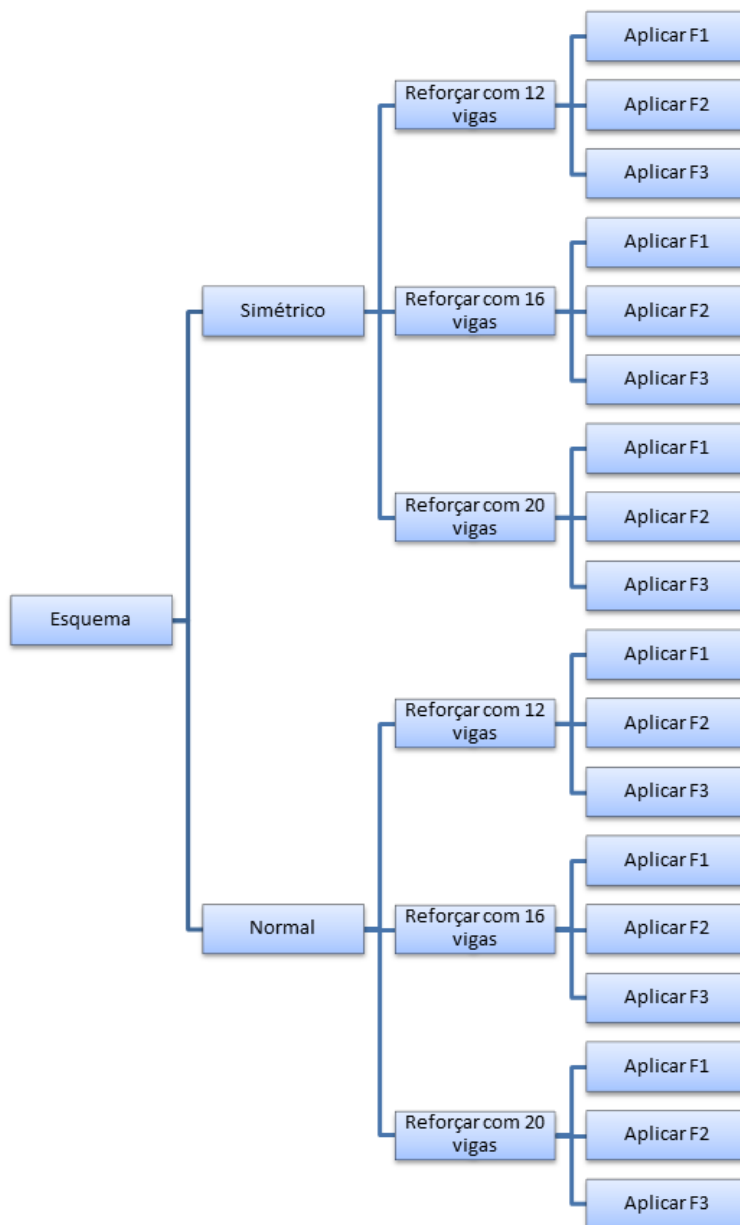 Aplicar F1
Reforçar com 12
vigas
Aplicar F2
Aplicar F3
Aplicar F1
Simétrico
Reforçar com 16
vigas
Aplicar F2
Aplicar F3
Aplicar F1
Reforçar com 20
vigas
Aplicar F2
Aplicar F3
Esquema
Aplicar F1
Reforçar com 12
vigas
Aplicar F2
Aplicar F3
Aplicar F1
Normal
Reforçar com 16
vigas
Aplicar F2
Aplicar F3
Aplicar F1
Reforçar com 20
vigas
Aplicar F2
Aplicar F3